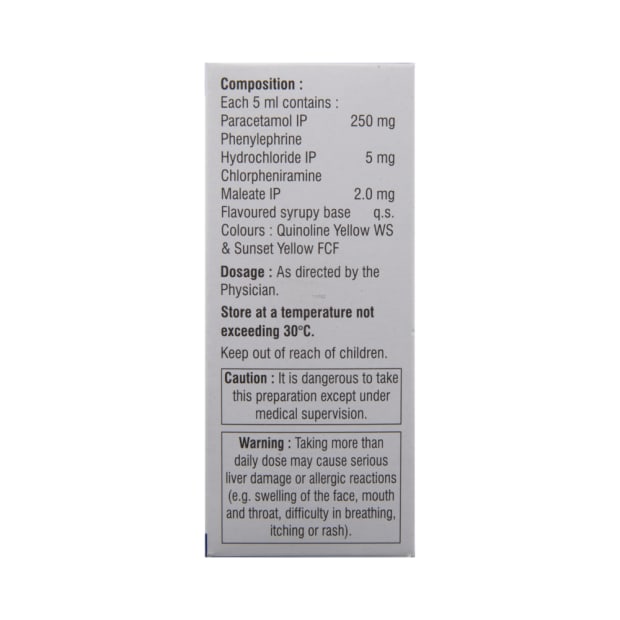 Composition :
Each 5 ml contains :
Paracetamol IP 250 mg
Phenylephrine
Hydrochloride IP 5 mg
Chlorpheniramine
Maleate IP 2.0 mg
Flavoured syrupy base q.s.
Colours : Quinoline Yellow WS
& Sunset Yellow FCF
Dosage : As directed by the
Physician.
Store at a temperature not
exceeding 30°C.
Keep out of reach of children.
Caution : It is dangerous to take
this preparation except under
medical supervision.
Warning : Taking more than
daily dose may cause serious
liver damage or allergic reactions
(e.g. swelling of the face, mouth
and throat, difficulty in breathing,
itching or rash).